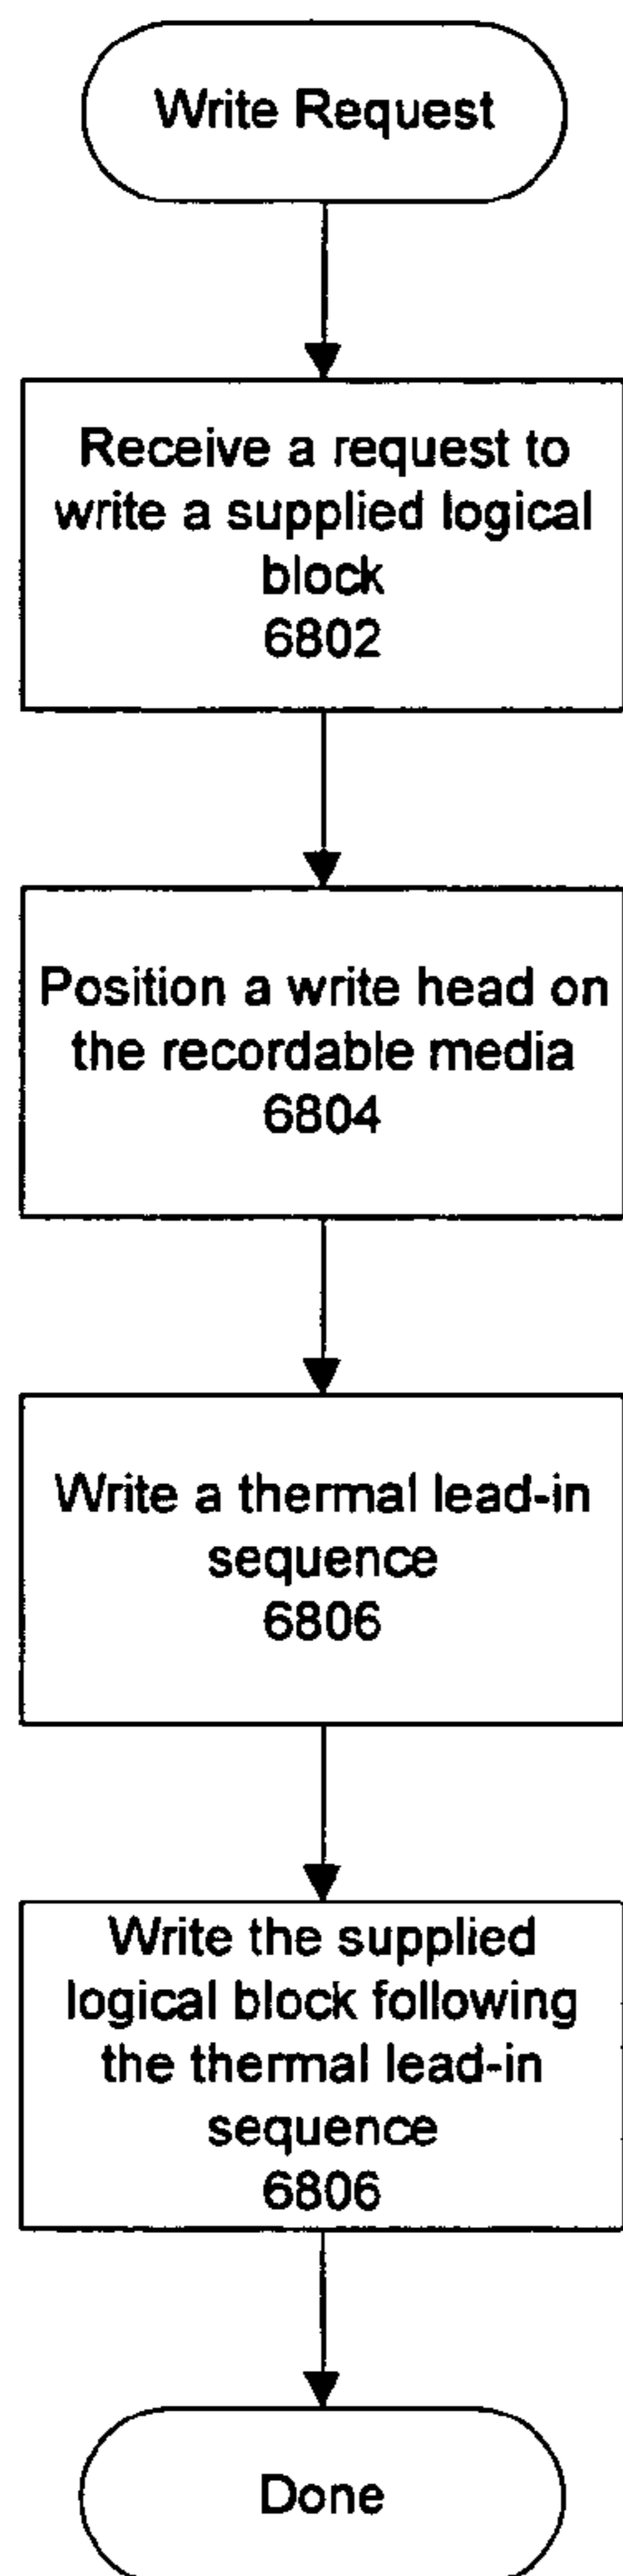 Write Request
Receive a request to
write a supplied logical
block
6802
Position a write head on
the recordable media
6804
Write a thermal lead-in
sequence
6806
Write the supplied
logical block following
the thermal lead-in
sequence
6806
Done